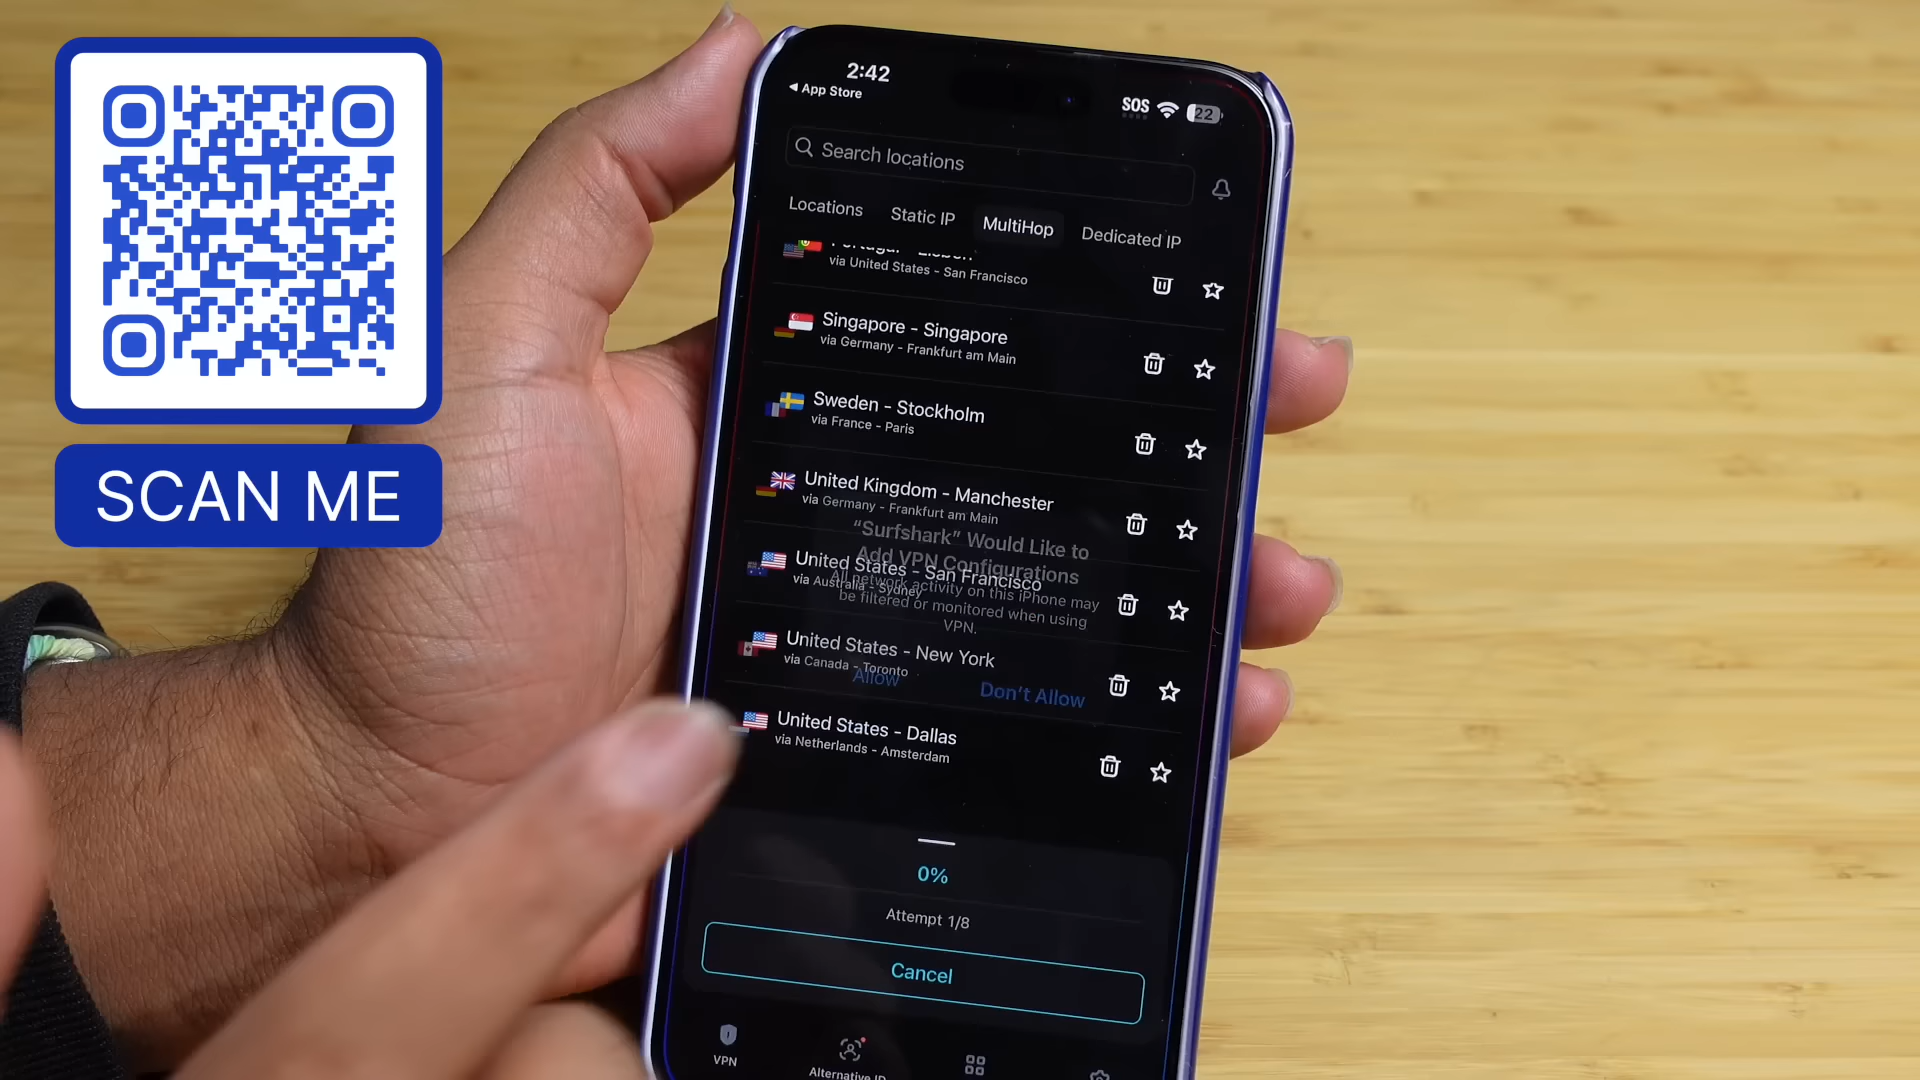 SCAN ME
2:42
App Store
SOS
22
Search locations
Locations
Static IP
MultiHop
Dedicated IP
Portugal - Lisbon
via United States - San Francisco
Singapore - Singapore
via Germany - Frankfurt am Main
Sweden - Stockholm
via France - Paris
United Kingdom - Manchester
via Germany - Frankfurt am Main
“Surfshark” Would Like to
Add VPN Configurations
United States - San Francisco
via Australia - Sydney
All network activity on this iPhone may
be filtered or monitored when using
VPN.
United States - New York
via Canada - Toronto
Allow
Don’t Allow
United States - Dallas
via Netherlands - Amsterdam
0%
Attempt 1/8
Cancel
VPN
Alternative ID